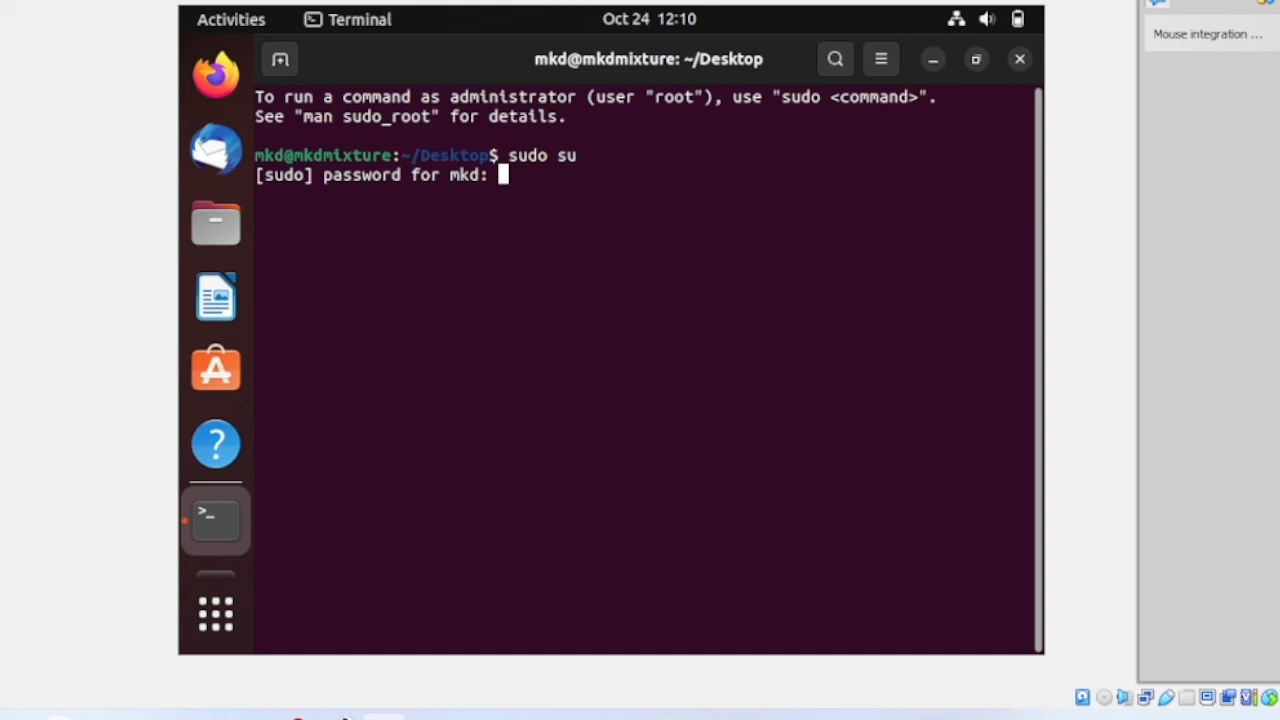 Activities Terminal Oct 24 12:10
Mouse integration ...
mkd@mkdmixture: ~/Desktop
To run a command as administrator (user "root"), use "sudo <command>".
See "man sudo_root" for details.
mkd@mkdmixture:~/Desktop$ sudo su
[sudo] password for mkd: